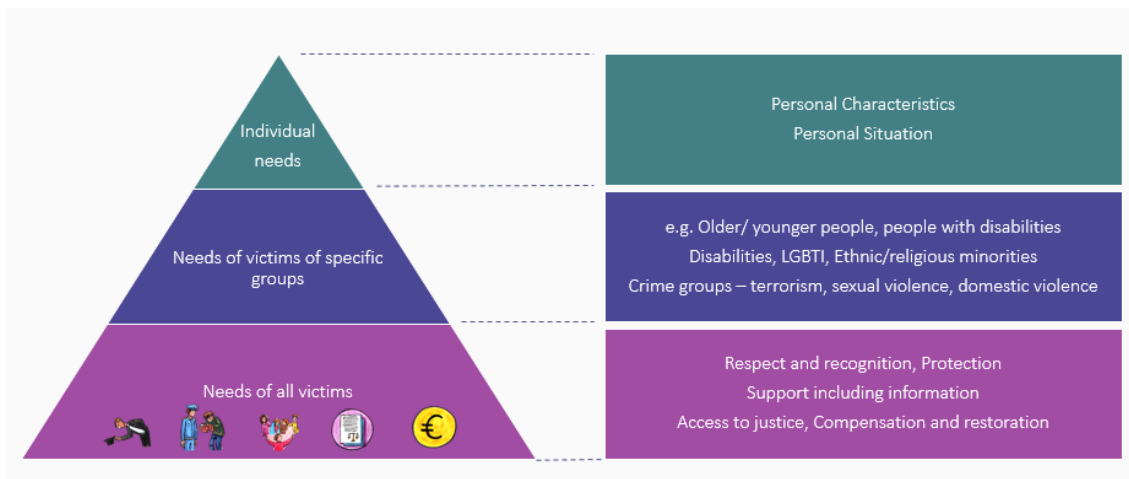 Individual
needs
Personal Characteristics
Personal Situation
Needs of victims of specific
groups
e.g. Older/ younger people, people with disabilities
Disabilities, LGBTI, Ethnic/religious minorities
Crime groups – terrorism, sexual violence, domestic violence
Needs of all victims
€
Respect and recognition, Protection
Support including information
Access to justice, Compensation and restoration